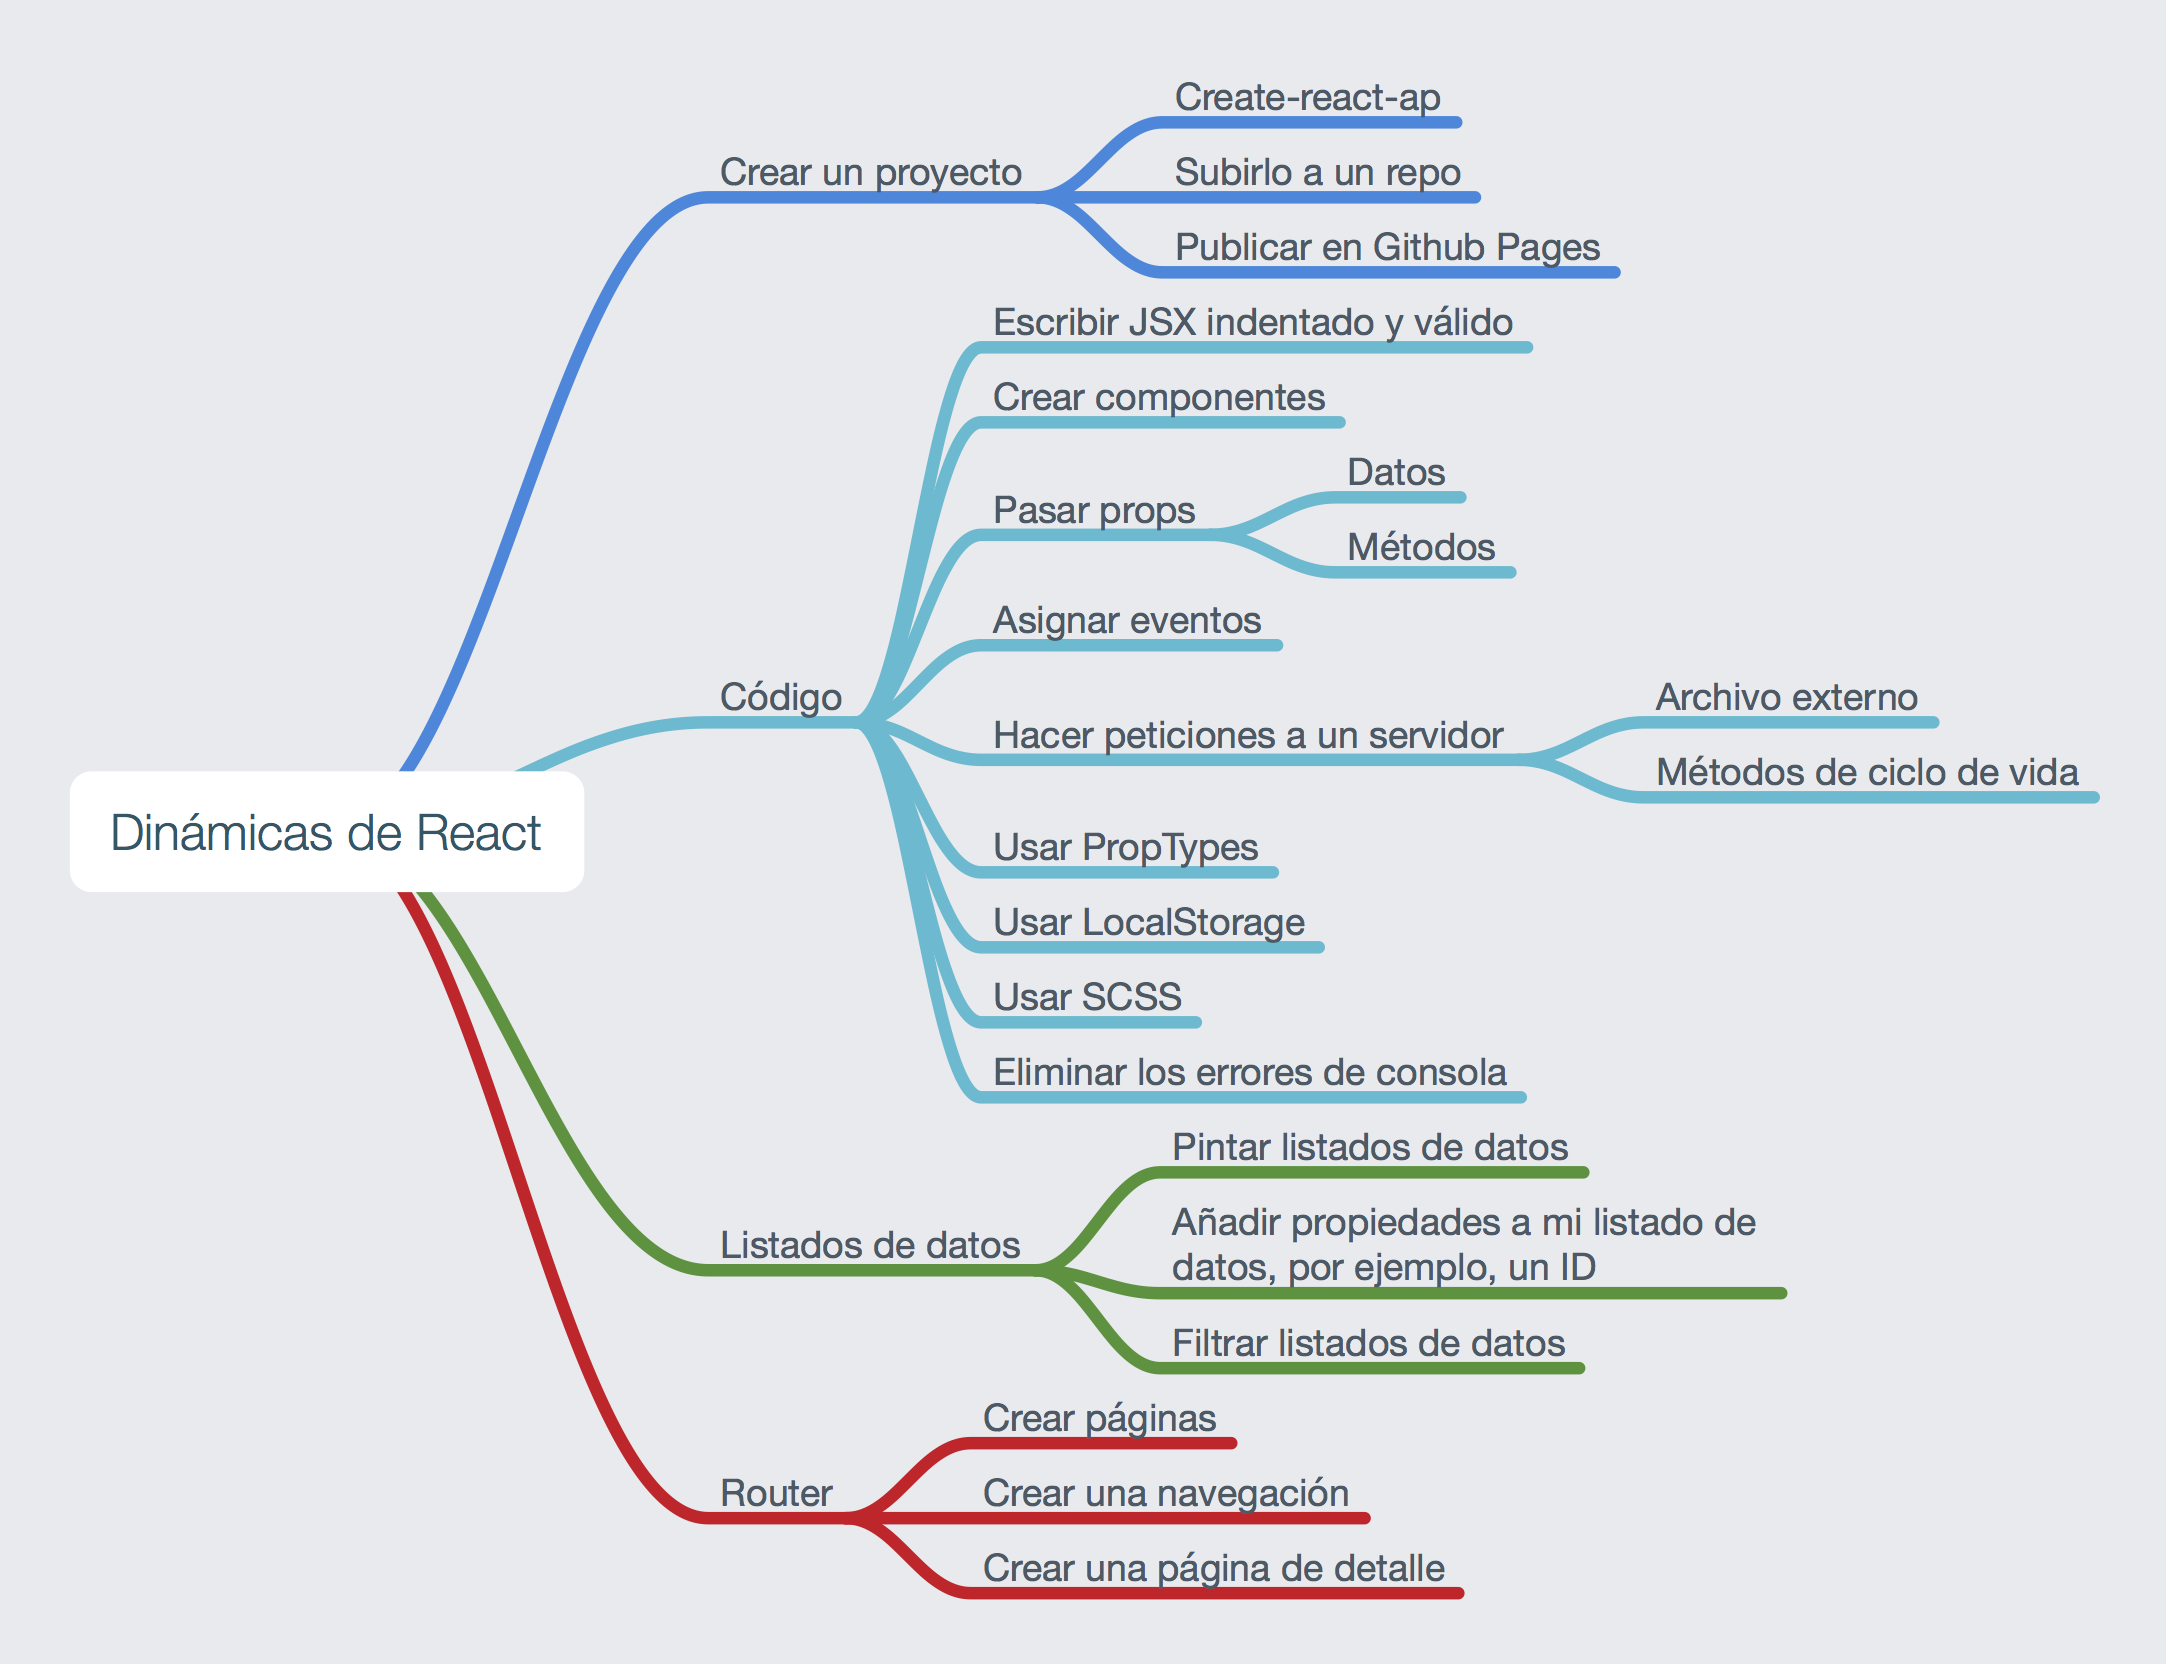 Dinámicas de React
Crear un proyecto
Create-react-ap
Subirlo a un repo
Publicar en Github Pages
Código
Escribir JSX indentado y válido
Crear componentes
Pasar props
Datos
Métodos
Asignar eventos
Hacer peticiones a un servidor
Archivo externo
Métodos de ciclo de vida
Usar PropTypes
Usar LocalStorage
Usar SCSS
Eliminar los errores de consola
Listados de datos
Pintar listados de datos
Añadir propiedades a mi listado de
datos, por ejemplo, un ID
Filtrar listados de datos
Router
Crear páginas
Crear una navegación
Crear una página de detalle